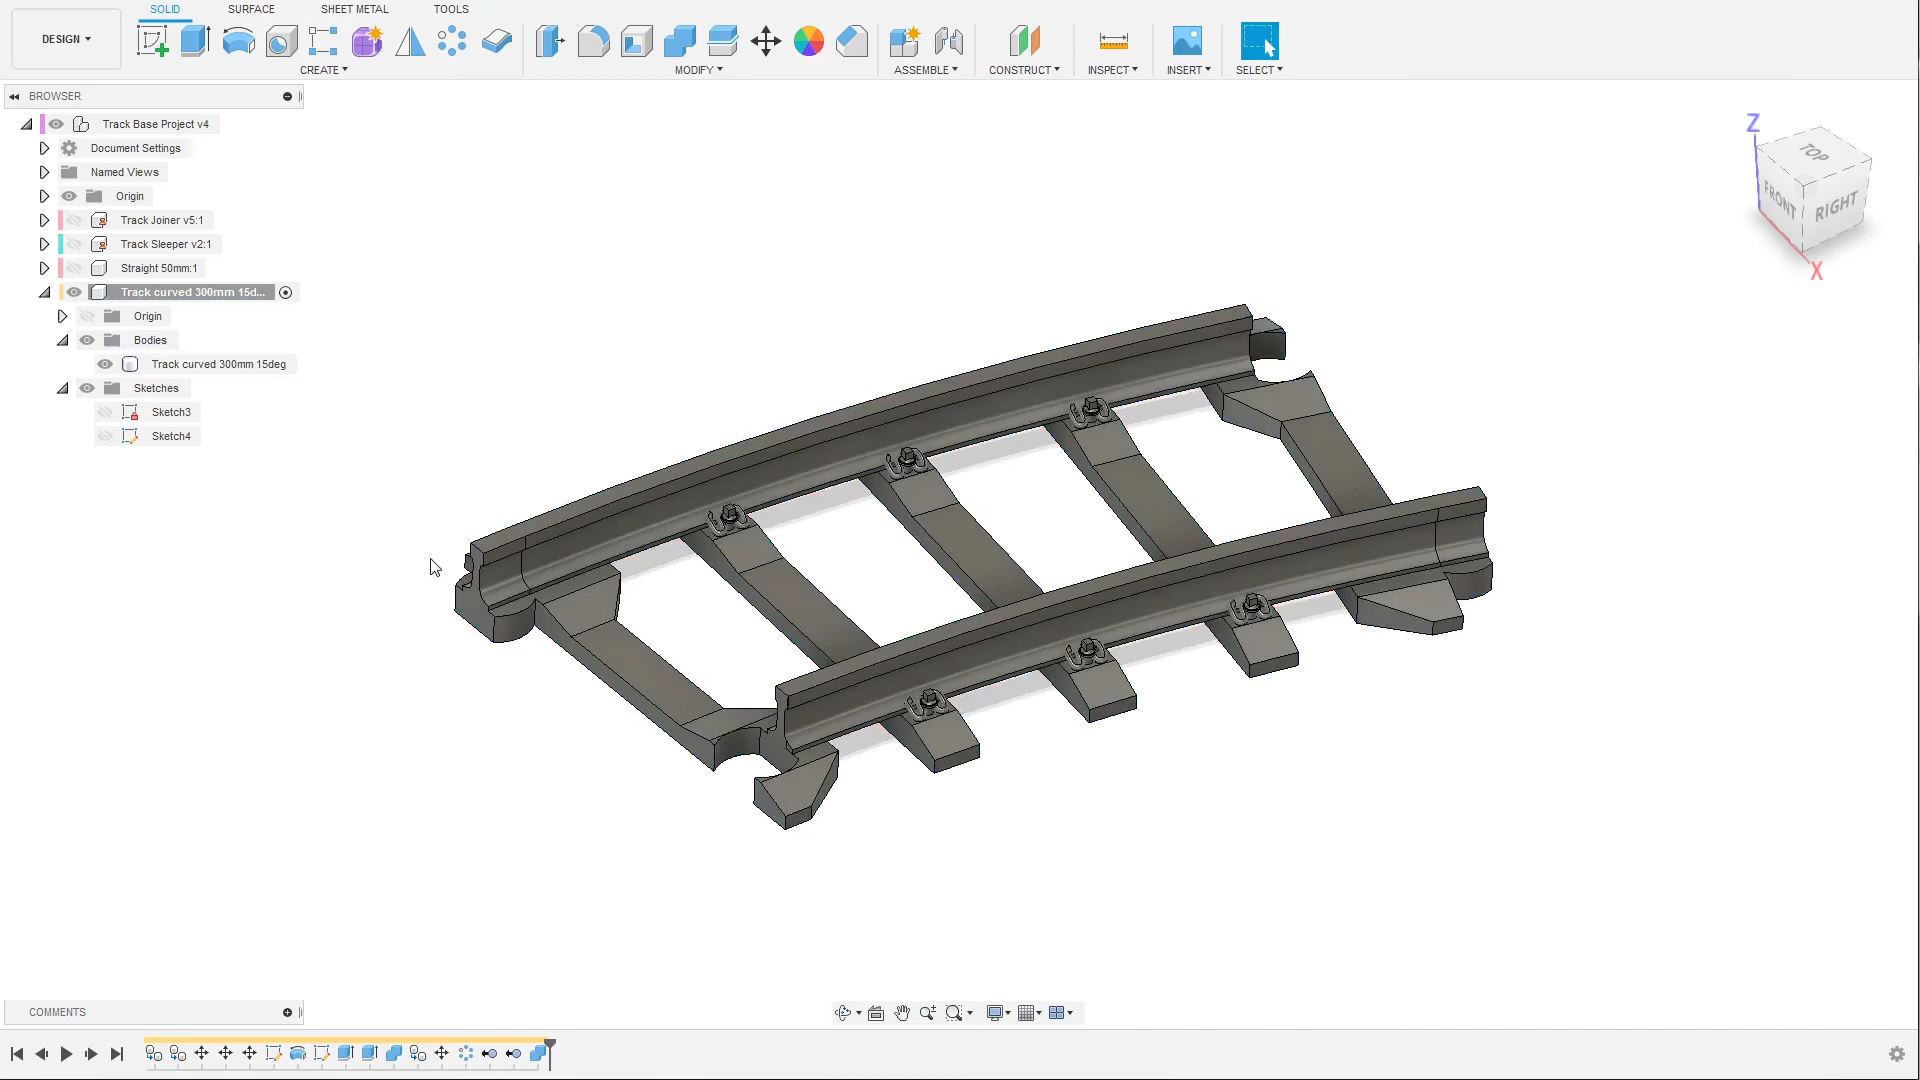 SOLID SURFACE SHEET METAL TOOLS
DESIGN
CREATE MODIFY ASSEMBLE CONSTRUCT INSPECT INSERT SELECT
BROWSER
Track Base Project v4
Document Settings
Named Views
Origin
Track Joiner v5:1
Track Sleeper v2:1
Straight 50mm:1
Track curved 300mm 15d...
Origin
Bodies
Track curved 300mm 15deg
Sketches
Sketch3
Sketch4
Z
TOP
FRONT
RIGHT
X
COMMENTS